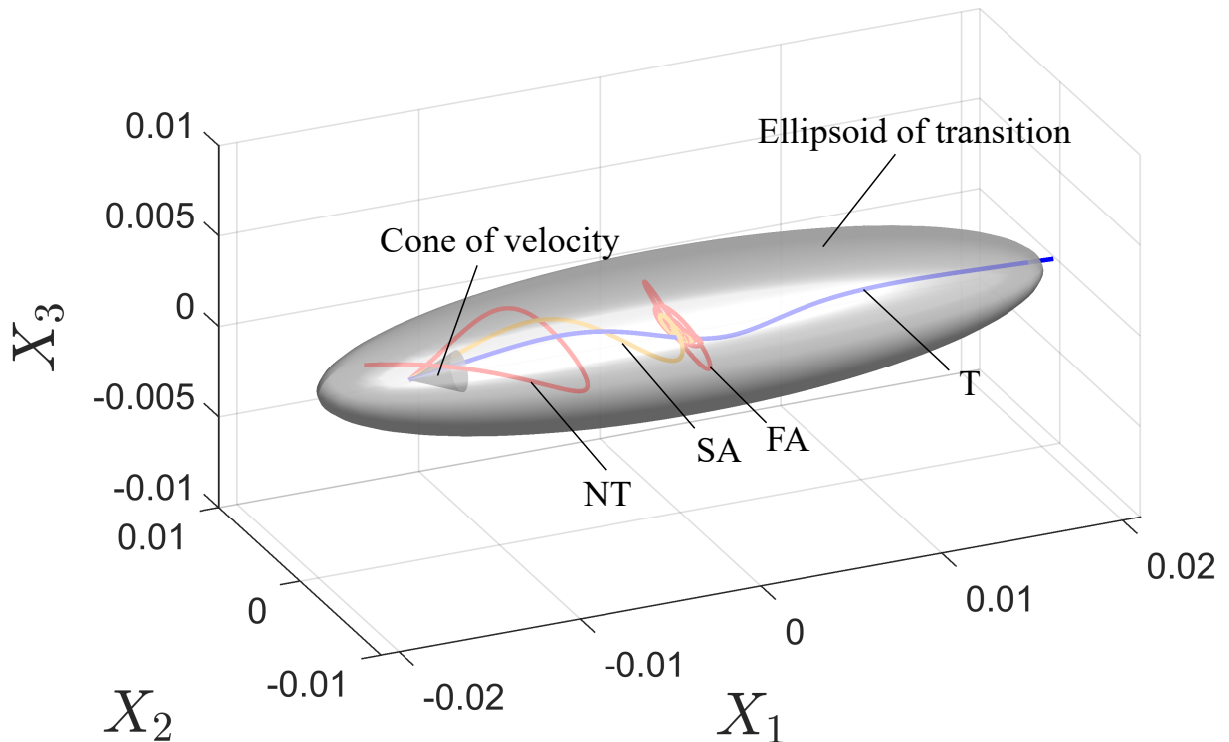 Ellipsoid of transition
0.01
0.005
Cone of velocity
0
X₃
-0.005
T
FA
SA
NT
-0.01
0.01
0.02
0.01
0
0
-0.01
-0.01
-0.02
X₂
X₁